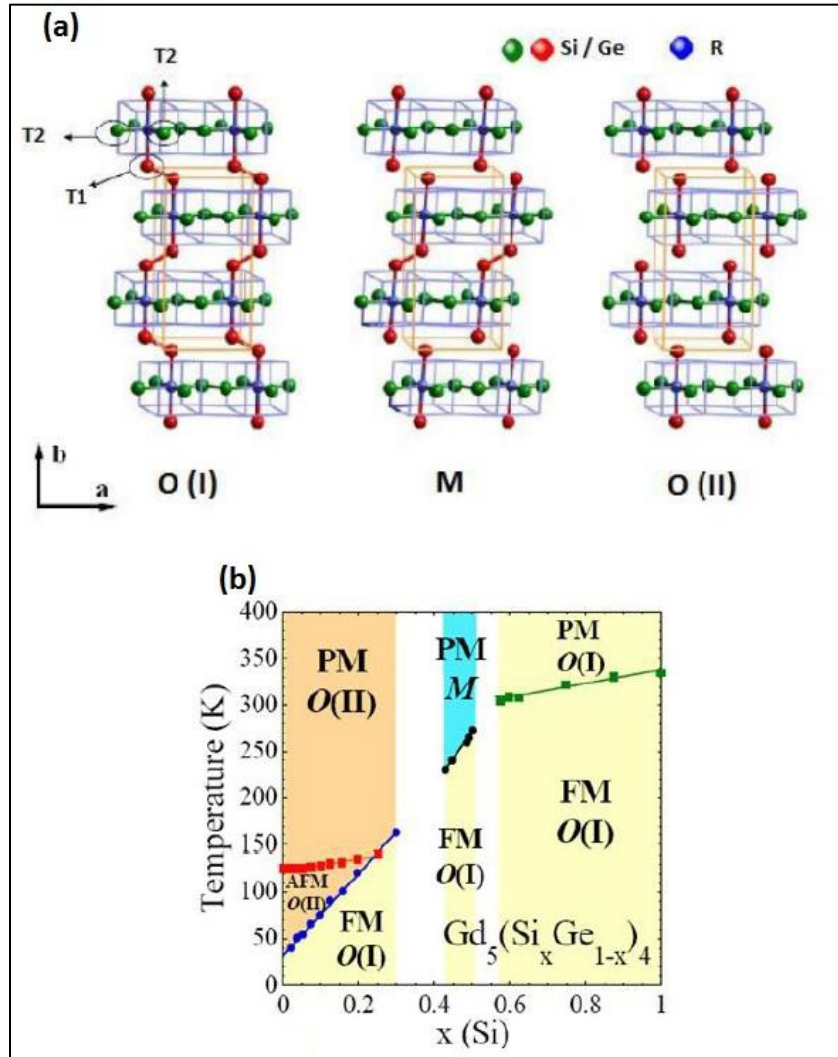 (a)
T2
Si / Ge
R
T2
T1
b
a
O (I)
M
O (II)
(b)
400
350
300
250
200
150
100
50
0
Temperature (K)
PM
O(II)
PM
M
PM
O(I)
AFM
O(II)
FM
O(I)
FM
O(I)
FM
O(I)
Gd5(SixGe1-x)4
0
0.2
0.4
0.6
0.8
1
x (Si)